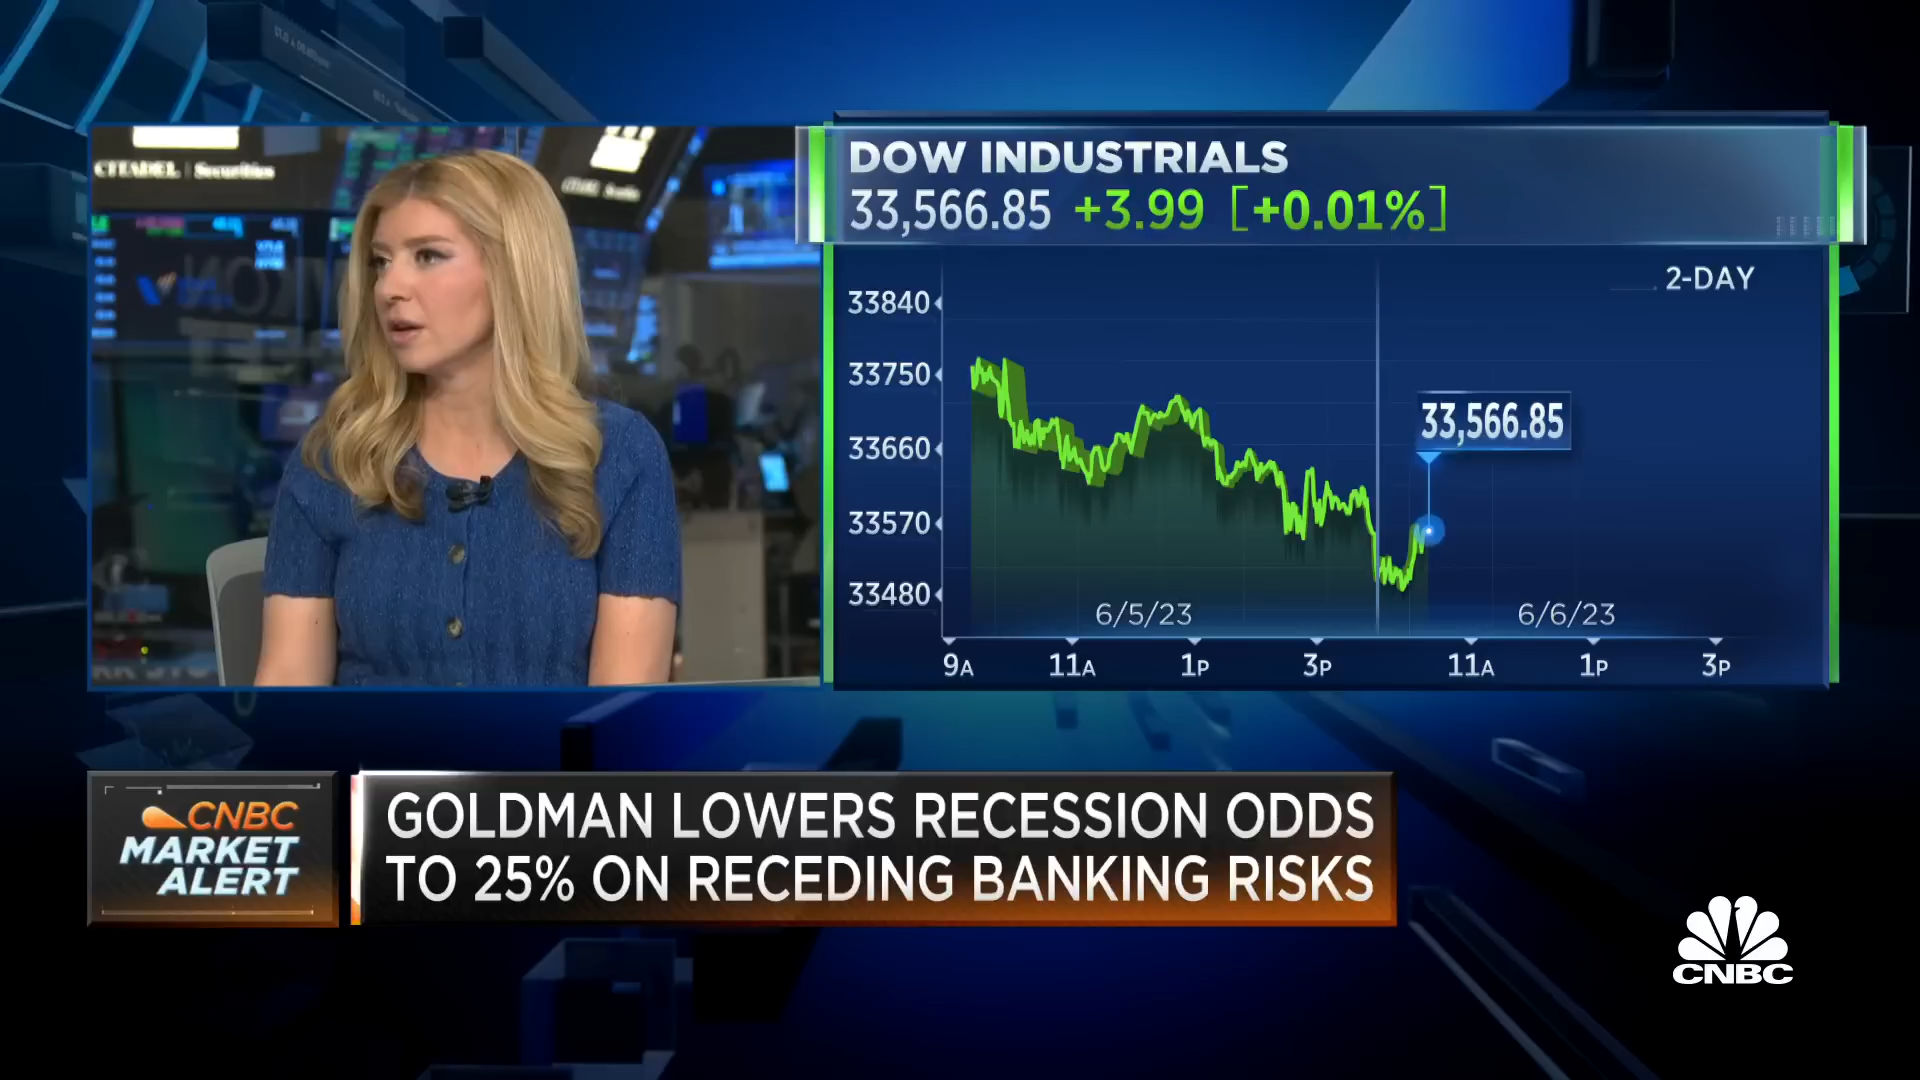 CITADEL | Securities
DOW INDUSTRIALS
33,566.85 +3.99 [+0.01%]
2-DAY
33840
33750
33,566.85
33660
33570
33480
6/5/23 6/6/23
9A 11A 1P 3P 11A 1P 3P
CNBC
MARKET
ALERT
GOLDMAN LOWERS RECESSION ODDS
TO 25% ON RECEDING BANKING RISKS
CNBC